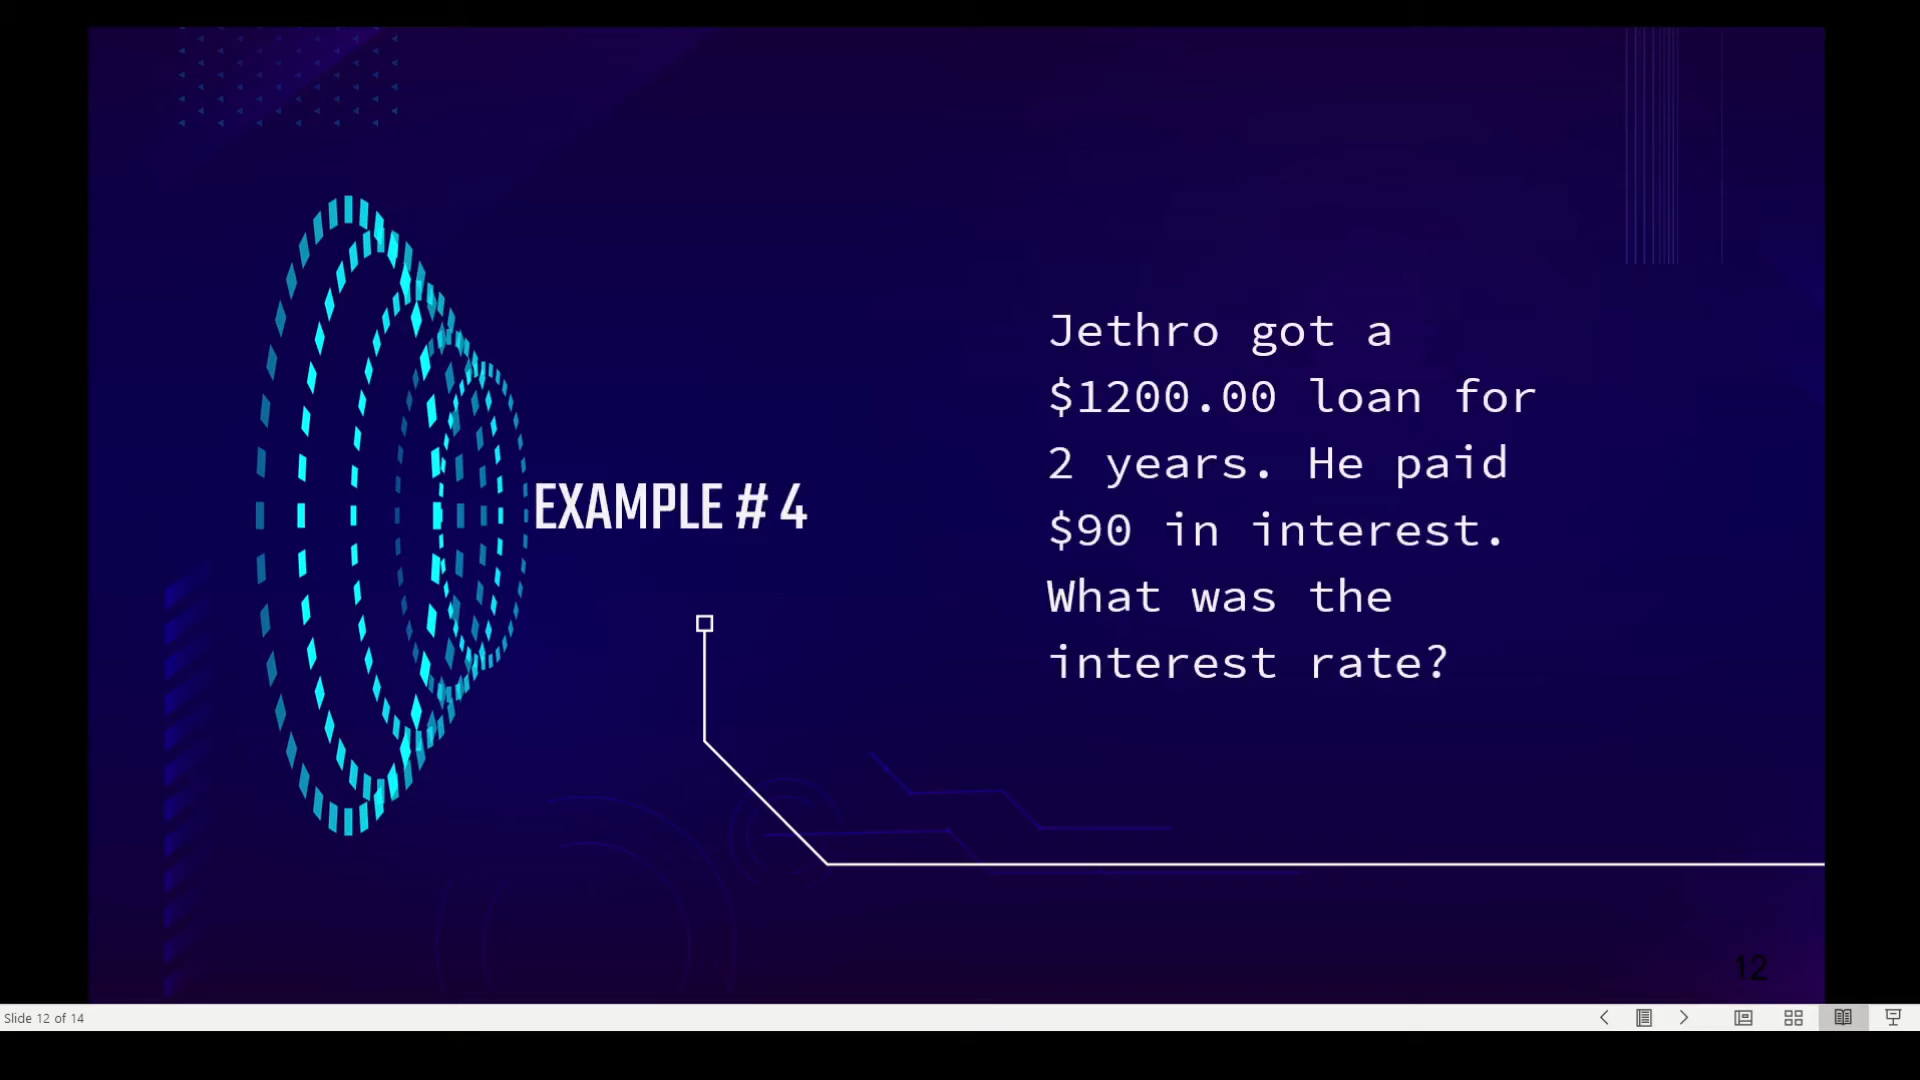 EXAMPLE # 4
Jethro got a
$1200.00 loan for
2 years. He paid
$90 in interest.
What was the
interest rate?
12
Slide 12 of 14